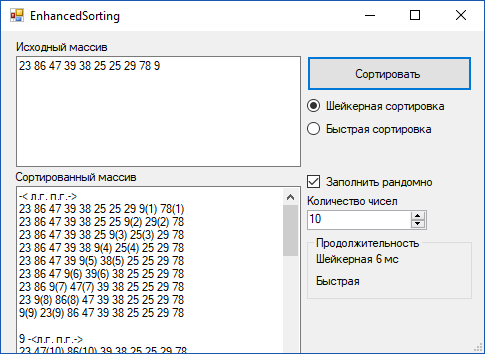 EnhancedSorting
Исходный массив
23 86 47 39 38 25 25 29 78 9
Сортировать
Шейкерная сортировка
Быстрая сортировка
Сортированный массив
-< л.г. п.г.->
23 86 47 39 38 25 25 29 9(1) 78(1)
23 86 47 39 38 25 25 9(2) 29(2) 78
23 86 47 39 38 25 9(3) 25(3) 29 78
23 86 47 39 38 9(4) 25(4) 25 29 78
23 86 47 39 9(5) 38(5) 25 25 29 78
23 86 47 9(6) 39(6) 38 25 25 29 78
23 86 9(7) 47(7) 39 38 25 25 29 78
23 9(8) 86(8) 47 39 38 25 25 29 78
9(9) 23(9) 86 47 39 38 25 25 29 78
9 -<л.г. п.г.->
23 47(10) 86(10) 39 38 25 25 29 78
Заполнить рандомно
Количество чисел
10
Продолжительность
Шейкерная 6 мс
Быстрая